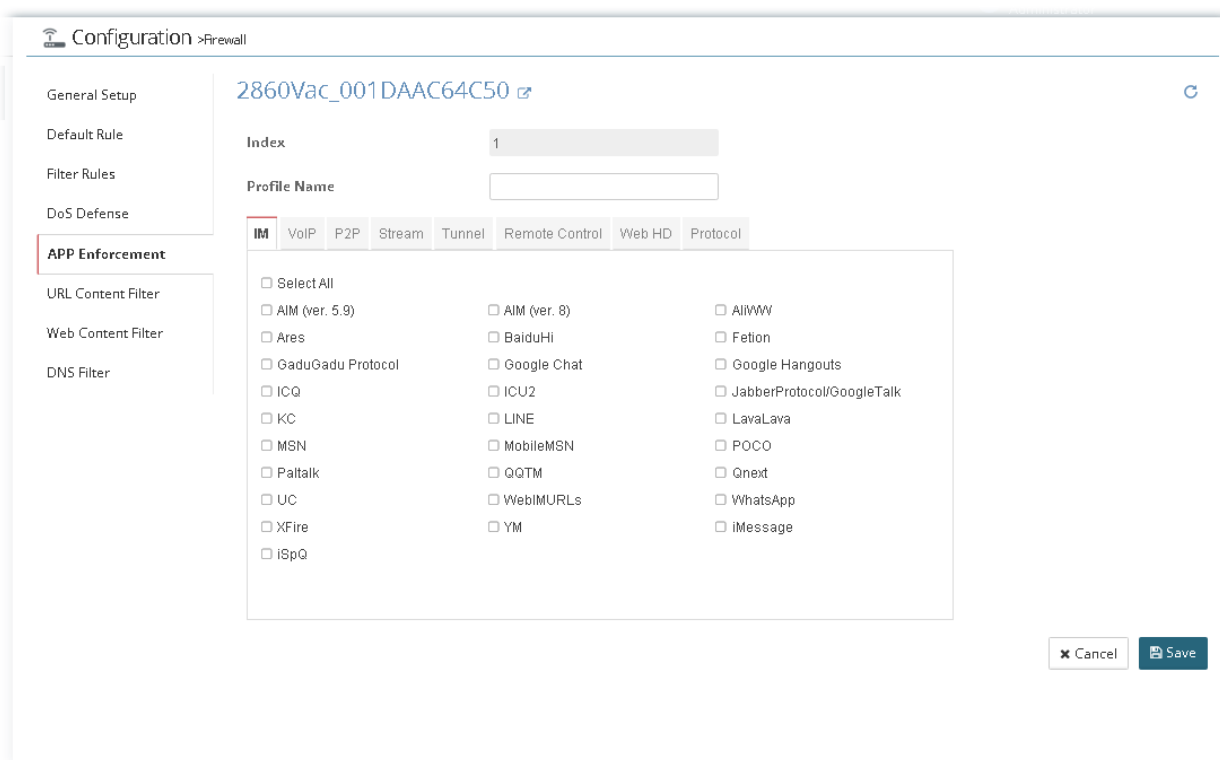 Configuration >Firewall
General Setup
Default Rule
Filter Rules
DoS Defense
APP Enforcement
URL Content Filter
Web Content Filter
DNS Filter
2860Vac_001DAAC64C50
Index 1
Profile Name
IM VoIP P2P Stream Tunnel Remote Control Web HD Protocol
Select All
AIM (ver. 5.9) AIM (ver. 8) AliWW
Ares BaiduHi Fetion
GaduGadu Protocol Google Chat Google Hangouts
ICQ ICU2 JabberProtocol/GoogleTalk
KC LINE LavaLava
MSN MobileMSN POCO
Paltalk QQTM Qnext
UC WebIMURLs WhatsApp
XFire YM iMessage
iSpQ
Cancel Save